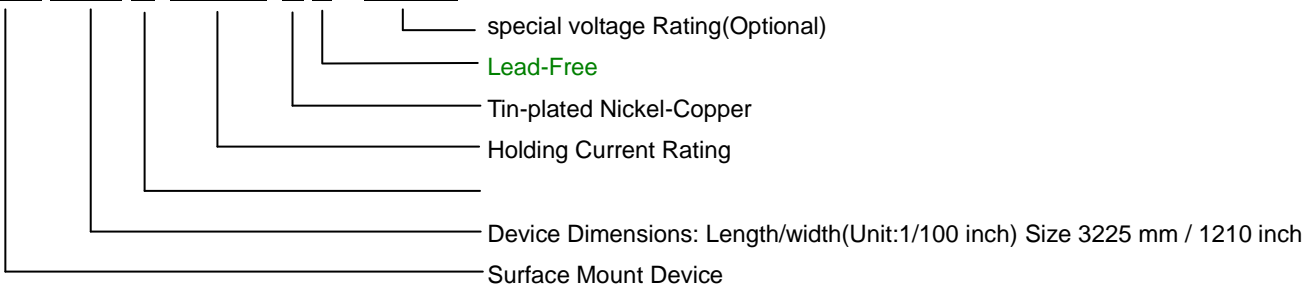 special voltage Rating(Optional)
Lead-Free
Tin-plated Nickel-Copper
Holding Current Rating
Device Dimensions: Length/width(Unit:1/100 inch) Size 3225 mm / 1210 inch
Surface Mount Device